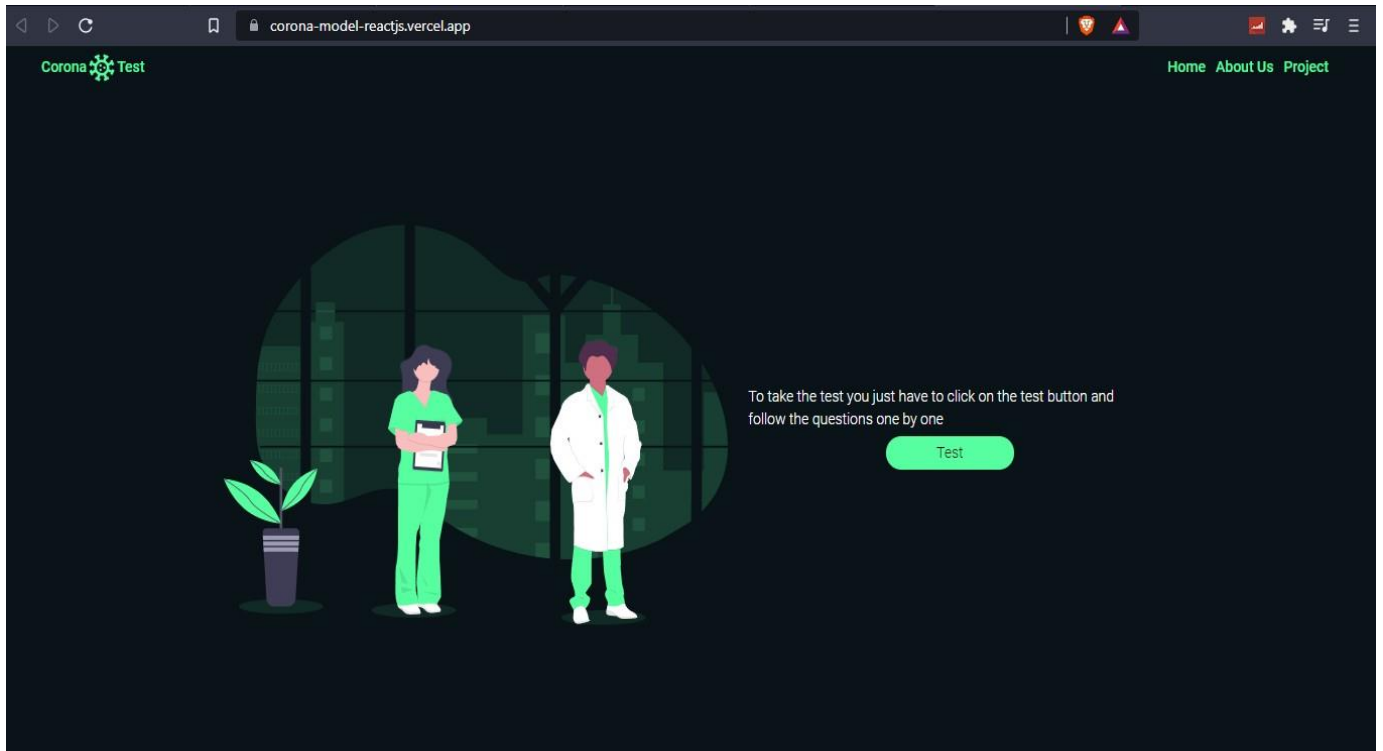 corona-model-reactjs.vercel.app
Corona Test
Home About Us Project
To take the test you just have to click on the test button and
follow the questions one by one
Test